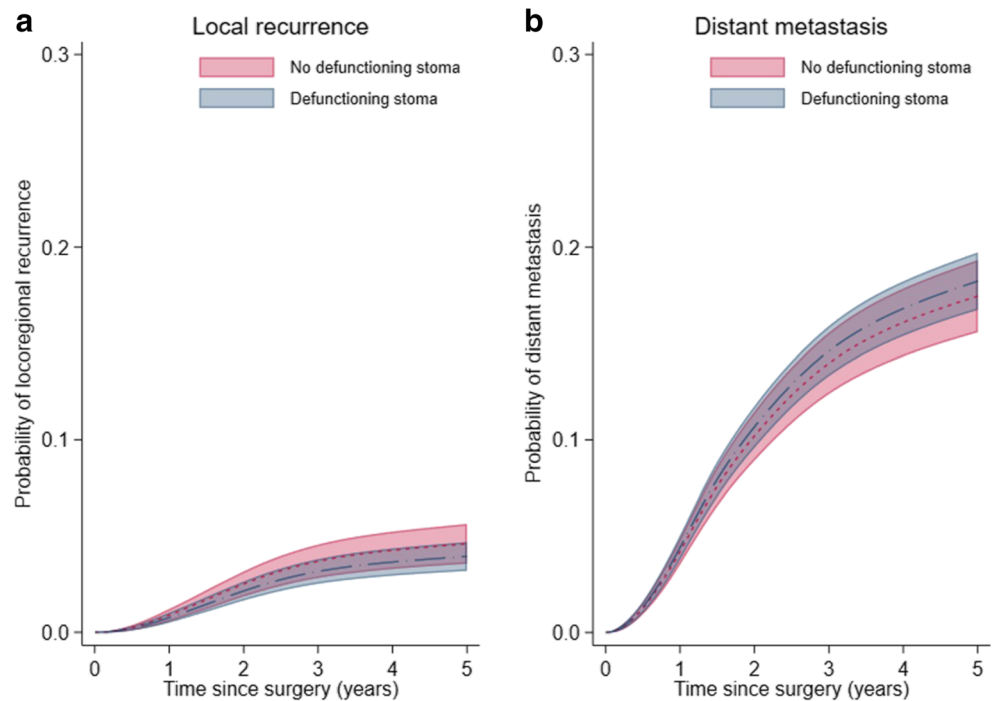 a
Local recurrence
No defunctioning stoma
Defunctioning stoma
Probability of locoregional recurrence
0.3
0.2
0.1
0.0
0 1 2 3 4 5
Time since surgery (years)
b
Distant metastasis
No defunctioning stoma
Defunctioning stoma
Probability of distant metastasis
0.3
0.2
0.1
0.0
0 1 2 3 4 5
Time since surgery (years)